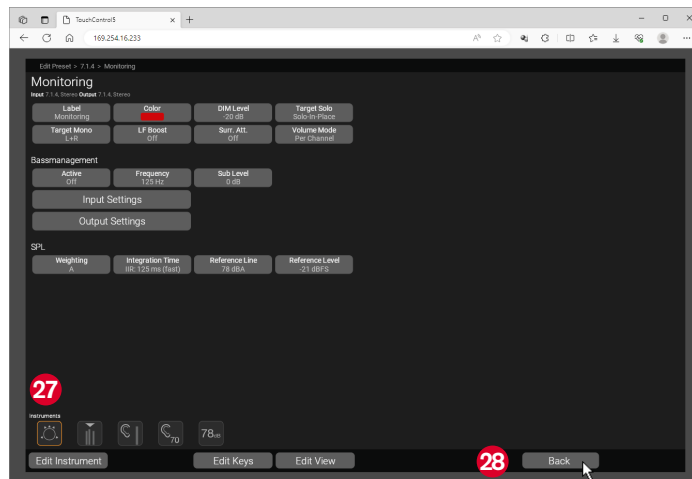 TouchControl5
169.254.16.233
Edit Preset > 7.1.4 > Monitoring
Monitoring
Input 7.1.4, Stereo Output 7.1.4, Stereo
Label Color DIM Level Target Solo
Monitoring -20 dB Solo-In-Place
Target Mono LF Boost Surr. Att. Volume Mode
L+R Off Off Per Channel
Bassmanagement
Active Frequency Sub Level
Off 125 Hz 0 dB
Input Settings
Output Settings
SPL
Weighting Integration Time Reference Line Reference Level
A IIR: 125 ms (fast) 78 dBA -21 dBFS
27
Instruments
70 78dB
Edit Instrument Edit Keys Edit View 28 Back